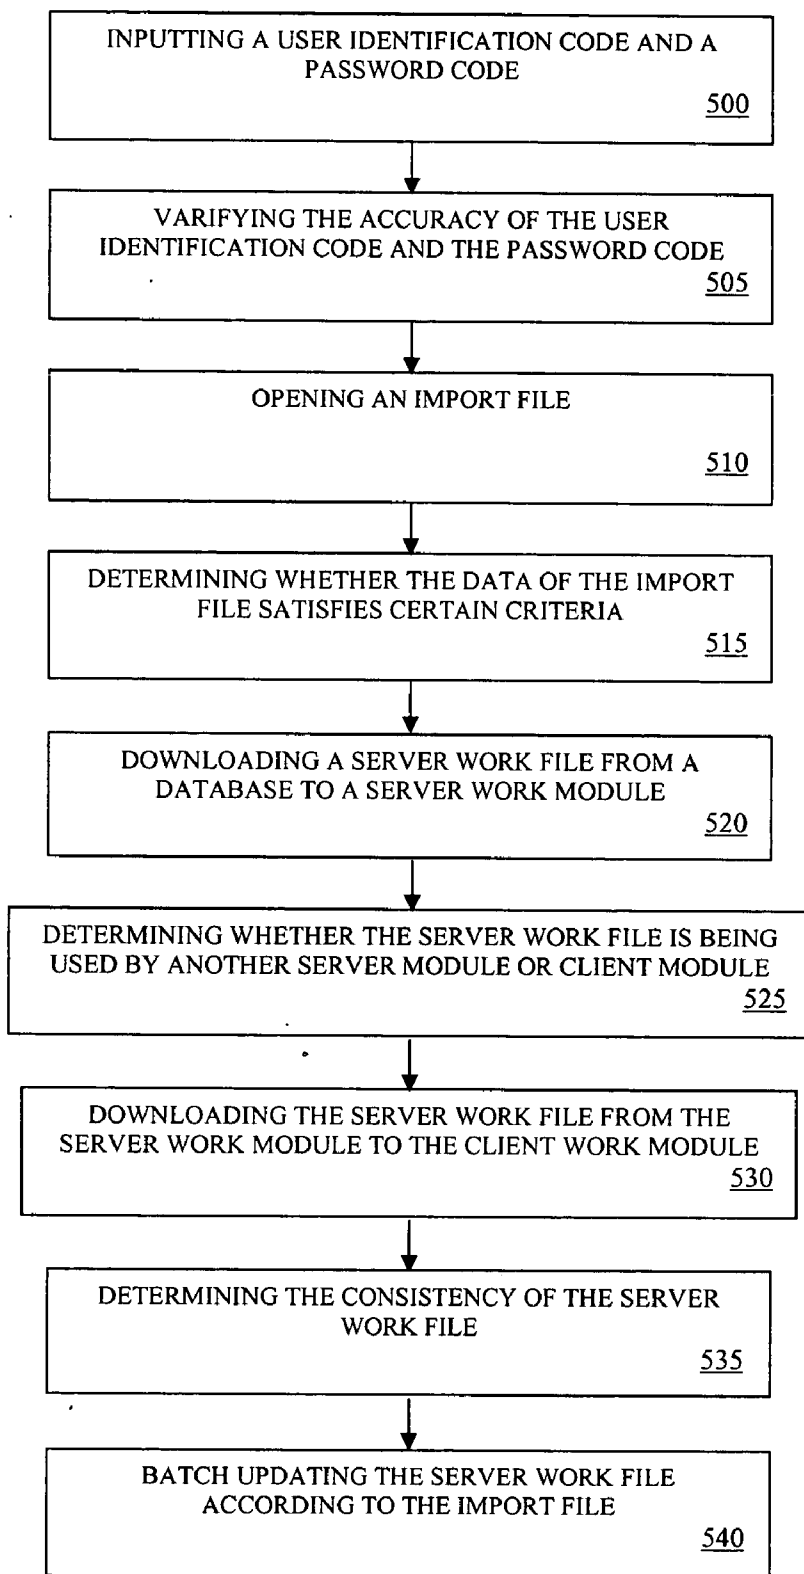 INPUTTING A USER IDENTIFICATION CODE AND A
PASSWORD CODE
500
VARIFYING THE ACCURACY OF THE USER
IDENTIFICATION CODE AND THE PASSWORD CODE
505
OPENING AN IMPORT FILE
510
DETERMINING WHETHER THE DATA OF THE IMPORT
FILE SATISFIES CERTAIN CRITERIA
515
DOWNLOADING A SERVER WORK FILE FROM A
DATABASE TO A SERVER WORK MODULE
520
DETERMINING WHETHER THE SERVER WORK FILE IS BEING
USED BY ANOTHER SERVER MODULE OR CLIENT MODULE
525
DOWNLOADING THE SERVER WORK FILE FROM THE
SERVER WORK MODULE TO THE CLIENT WORK MODULE
530
DETERMINING THE CONSISTENCY OF THE SERVER
WORK FILE
535
BATCH UPDATING THE SERVER WORK FILE
ACCORDING TO THE IMPORT FILE
540